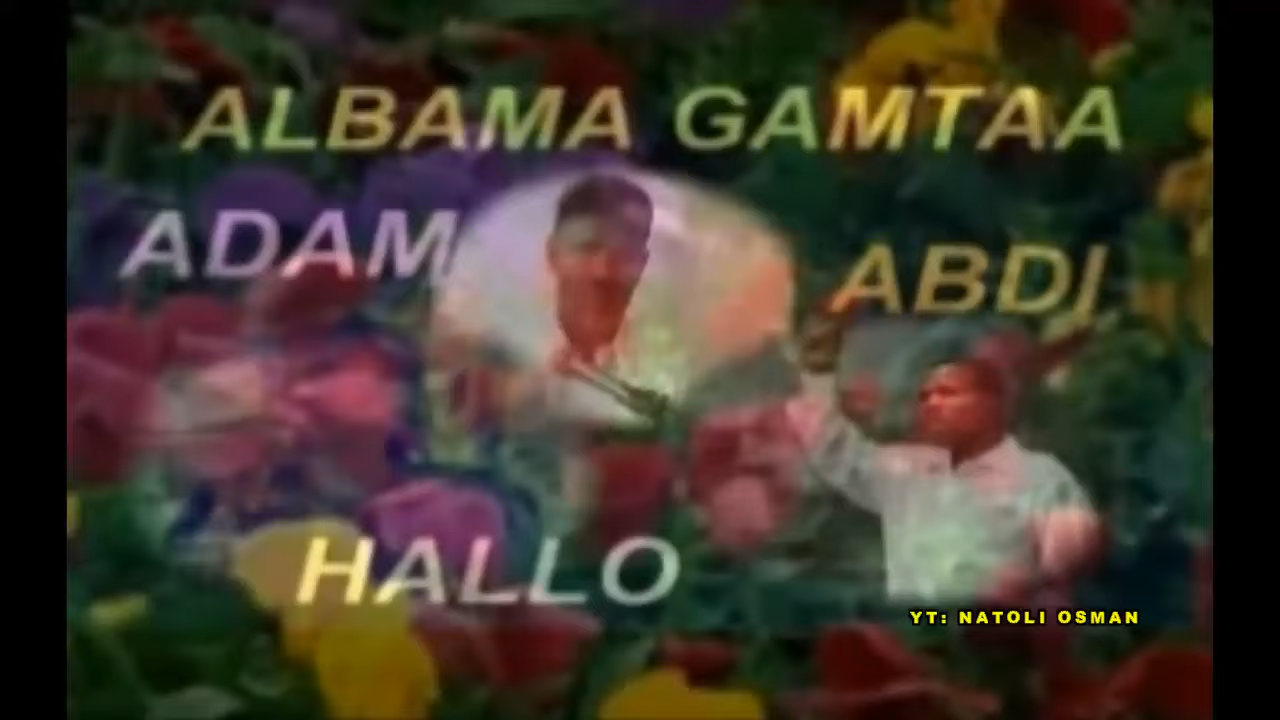 ALBAMA GAMTAA
ADAM
ABDI
HALLO
YT: NATOLI OSMAN